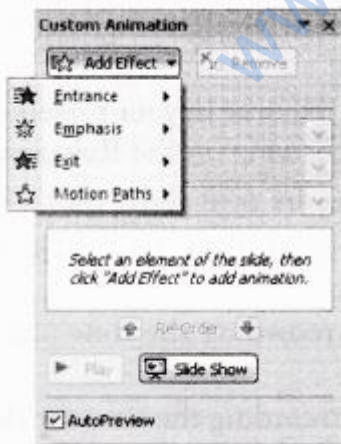 Custom Animation
Add Effect
Remove
Entrance
Emphasis
Exit
Motion Paths
Select an element of the slide, then
click "Add Effect" to add animation.
Re-Order
Play
Slide Show
AutoPreview